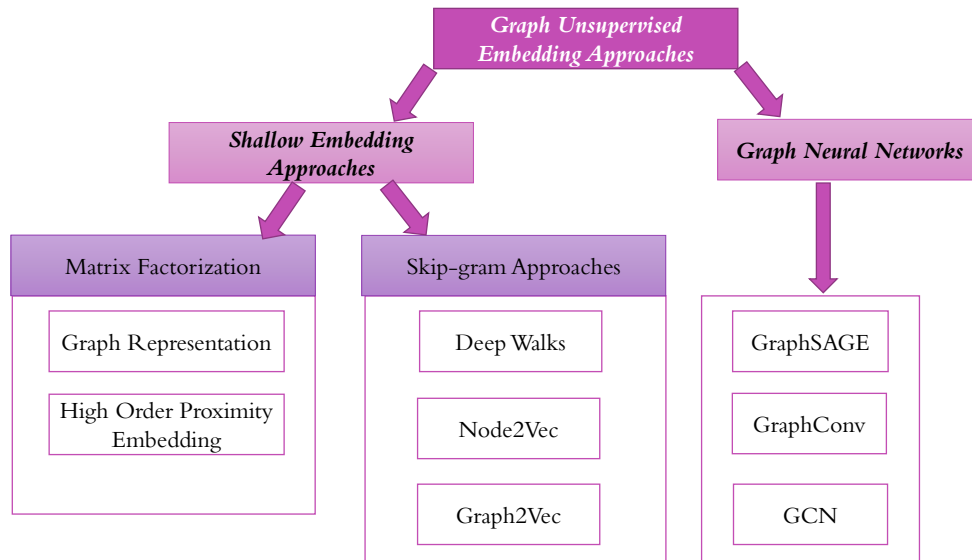 Graph Unsupervised
Embedding Approaches
Shallow Embedding
Approaches
Graph Neural Networks
Matrix Factorization
Skip-gram Approaches
Graph Representation
High Order Proximity
Embedding
Deep Walks
Node2Vec
Graph2Vec
GraphSAGE
GraphConv
GCN